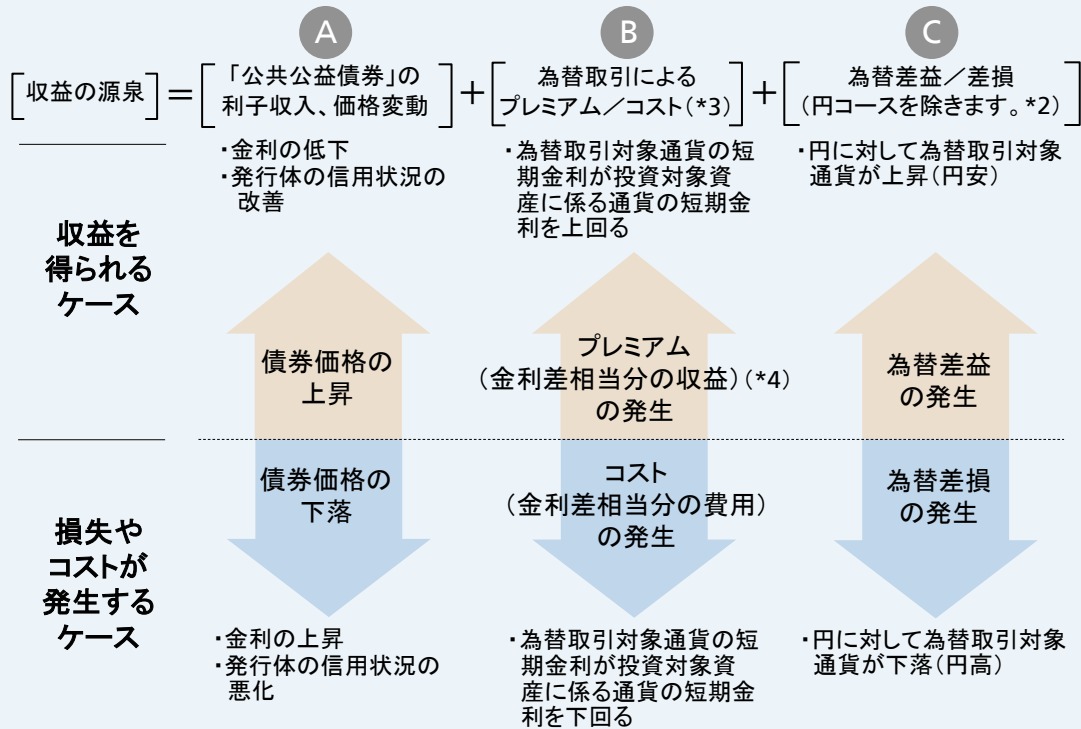 A
B
C
[収益の源泉]
=
[「公共公益債券」の
利子収入、価格変動]
+
[為替取引による
プレミアム/コスト(*3)]
+
[為替差益/差損
(円コースを除きます。*2)]
収益を
得られる
ケース
・金利の低下
・発行体の信用状況の
改善
・為替取引対象通貨の短
期金利が投資対象資
産に係る通貨の短期金
利を上回る
・円に対して為替取引対象
通貨が上昇(円安)
債券価格の
上昇
プレミアム
(金利差相当分の収益)(*4)
の発生
為替差益
の発生
損失や
コストが
発生する
ケース
債券価格の
下落
コスト
(金利差相当分の費用)
の発生
為替差損
の発生
・金利の上昇
・発行体の信用状況の
悪化
・為替取引対象通貨の短
期金利が投資対象資
産に係る通貨の短期金
利を下回る
・円に対して為替取引対象
通貨が下落(円高)